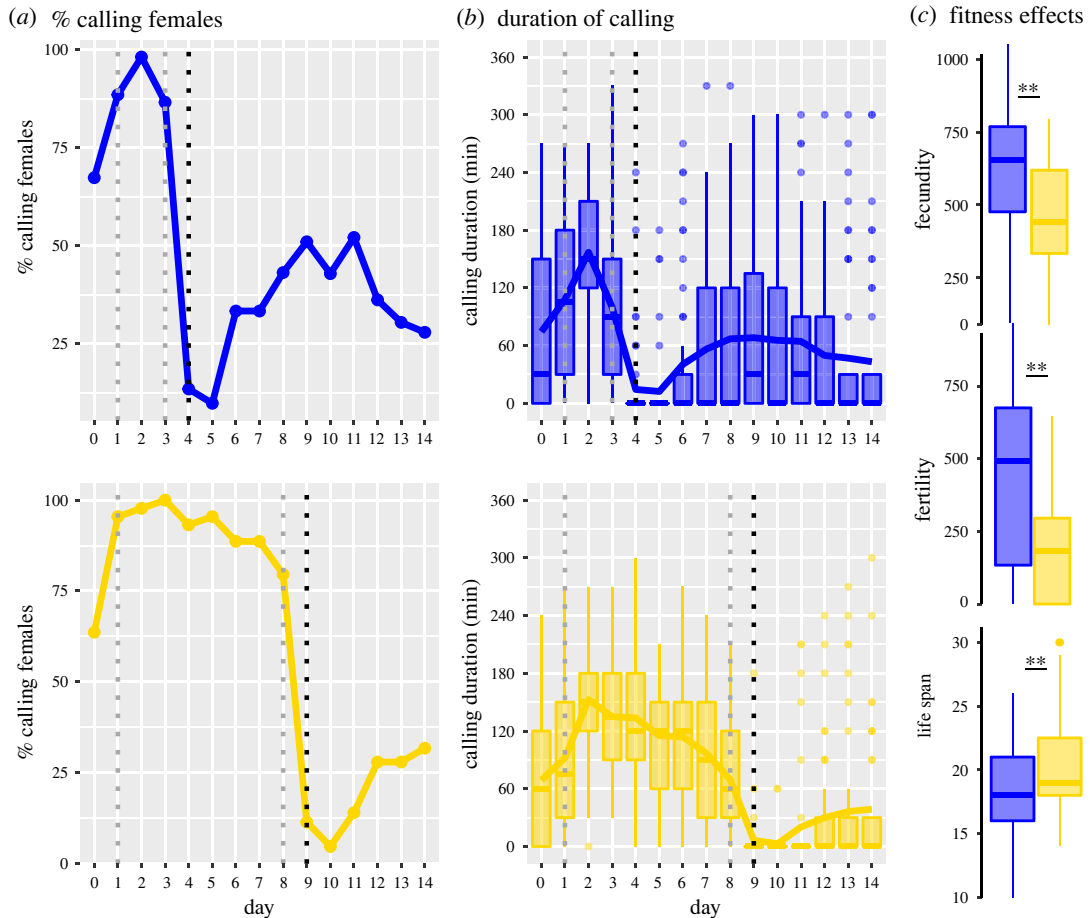 (a) % calling females
(b) duration of calling
(c) fitness effects
% calling females
100
75
50
25
0 1 2 3 4 5 6 7 8 9 10 11 12 13 14
calling duration (min)
360
300
240
180
120
60
0
0 1 2 3 4 5 6 7 8 9 10 11 12 13 14
fecundity
1000
750
500
250
0
**
fertility
750
500
250
0
**
life span
30
25
20
15
10
**
% calling females
100
75
50
25
0
0 1 2 3 4 5 6 7 8 9 10 11 12 13 14
day
calling duration (min)
360
300
240
180
120
60
0
0 1 2 3 4 5 6 7 8 9 10 11 12 13 14
day